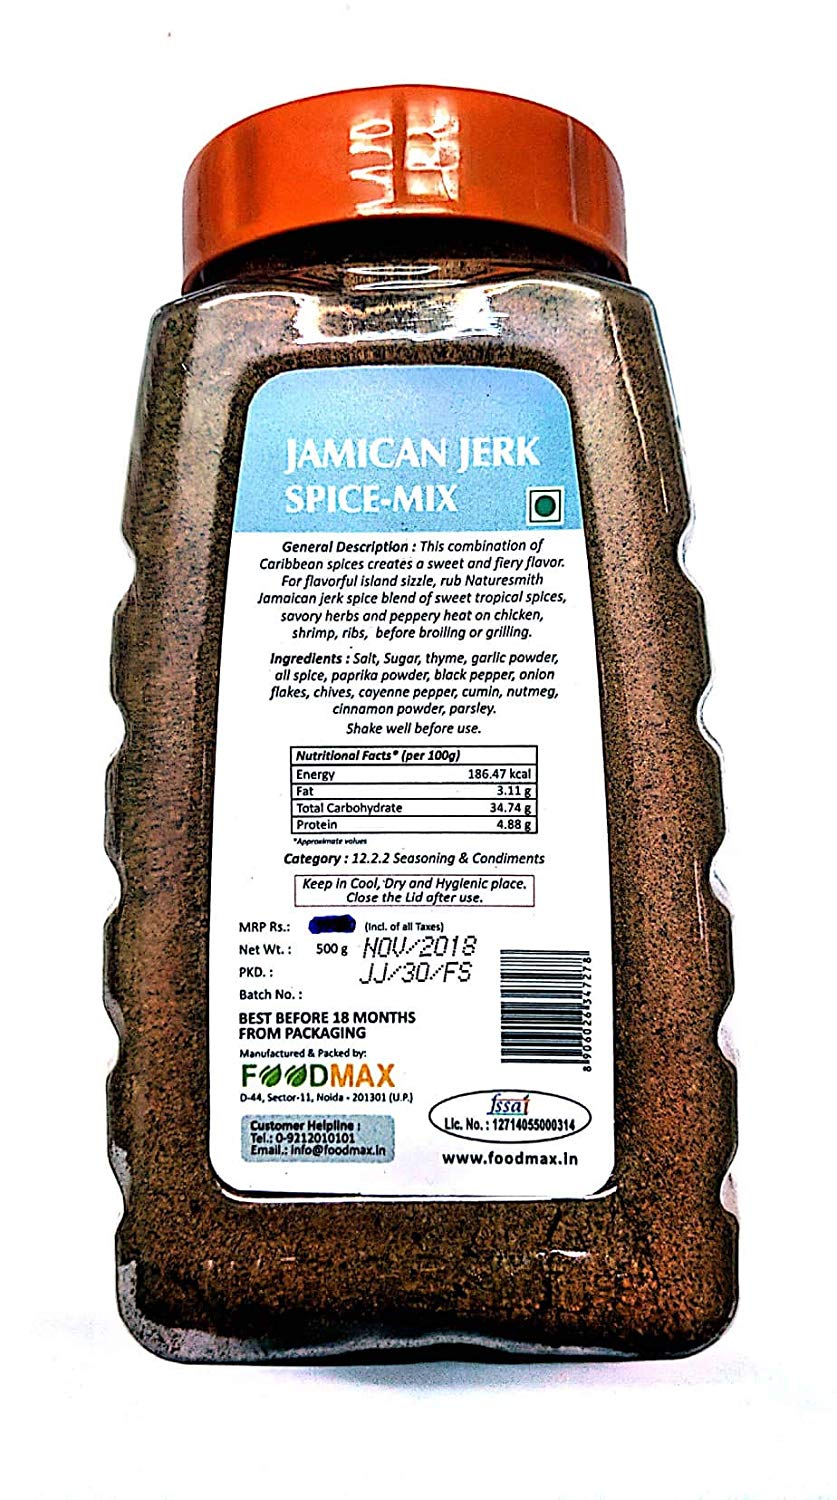 JAMICAN JERK
SPICE-MIX
General Description : This combination of
Caribbean spices creates a sweet and fiery flavor.
For flavorful island sizzle, rub Naturesmith
Jamaican jerk spice blend of sweet tropical spices,
savory herbs and peppery heat on chicken,
shrimp, ribs, before broiling or grilling.
Ingredients : Salt, Sugar, thyme, garlic powder,
all spice, paprika powder, black pepper, onion
flakes, chives, cayenne pepper, cumin, nutmeg,
cinnamon powder, parsley.
Shake well before use.
Nutritional Facts* (per 100g)
Energy 186.47 kcal
Fat 3.11 g
Total Carbohydrate 34.74 g
Protein 4.88 g
*Approximate values
Category : 12.2.2 Seasoning & Condiments
Keep in Cool, Dry and Hygienic place.
Close the Lid after use.
MRP Rs.: (Incl. of all Taxes)
Net Wt. : 500 g NOV/2018
PKD. : JJ/30/FS
Batch No. :
BEST BEFORE 18 MONTHS
FROM PACKAGING
Manufactured & Packed by:
FOODMAX
D-44, Sector-11, Noida - 201301 (U.P.)
Customer Helpline :
Tel.: 0-9212010101
Email.: info@foodmax.in
8906026347278
fssai
Lic. No. : 12714055000314
www.foodmax.in